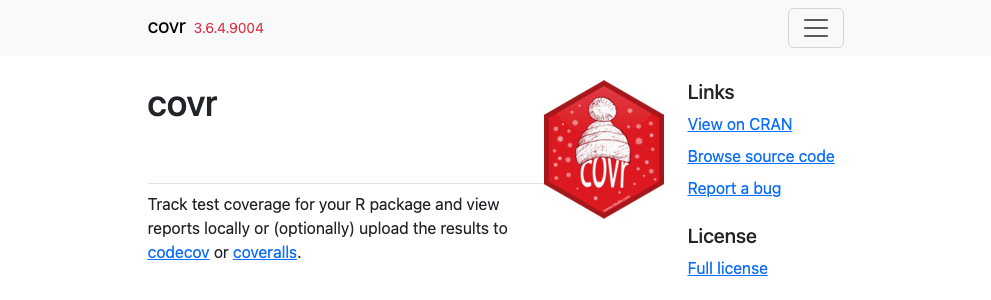 covr 3.6.4.9004
covr
covr
Track test coverage for your R package and view
reports locally or (optionally) upload the results to
codecov or coveralls.
Links
View on CRAN
Browse source code
Report a bug
License
Full license